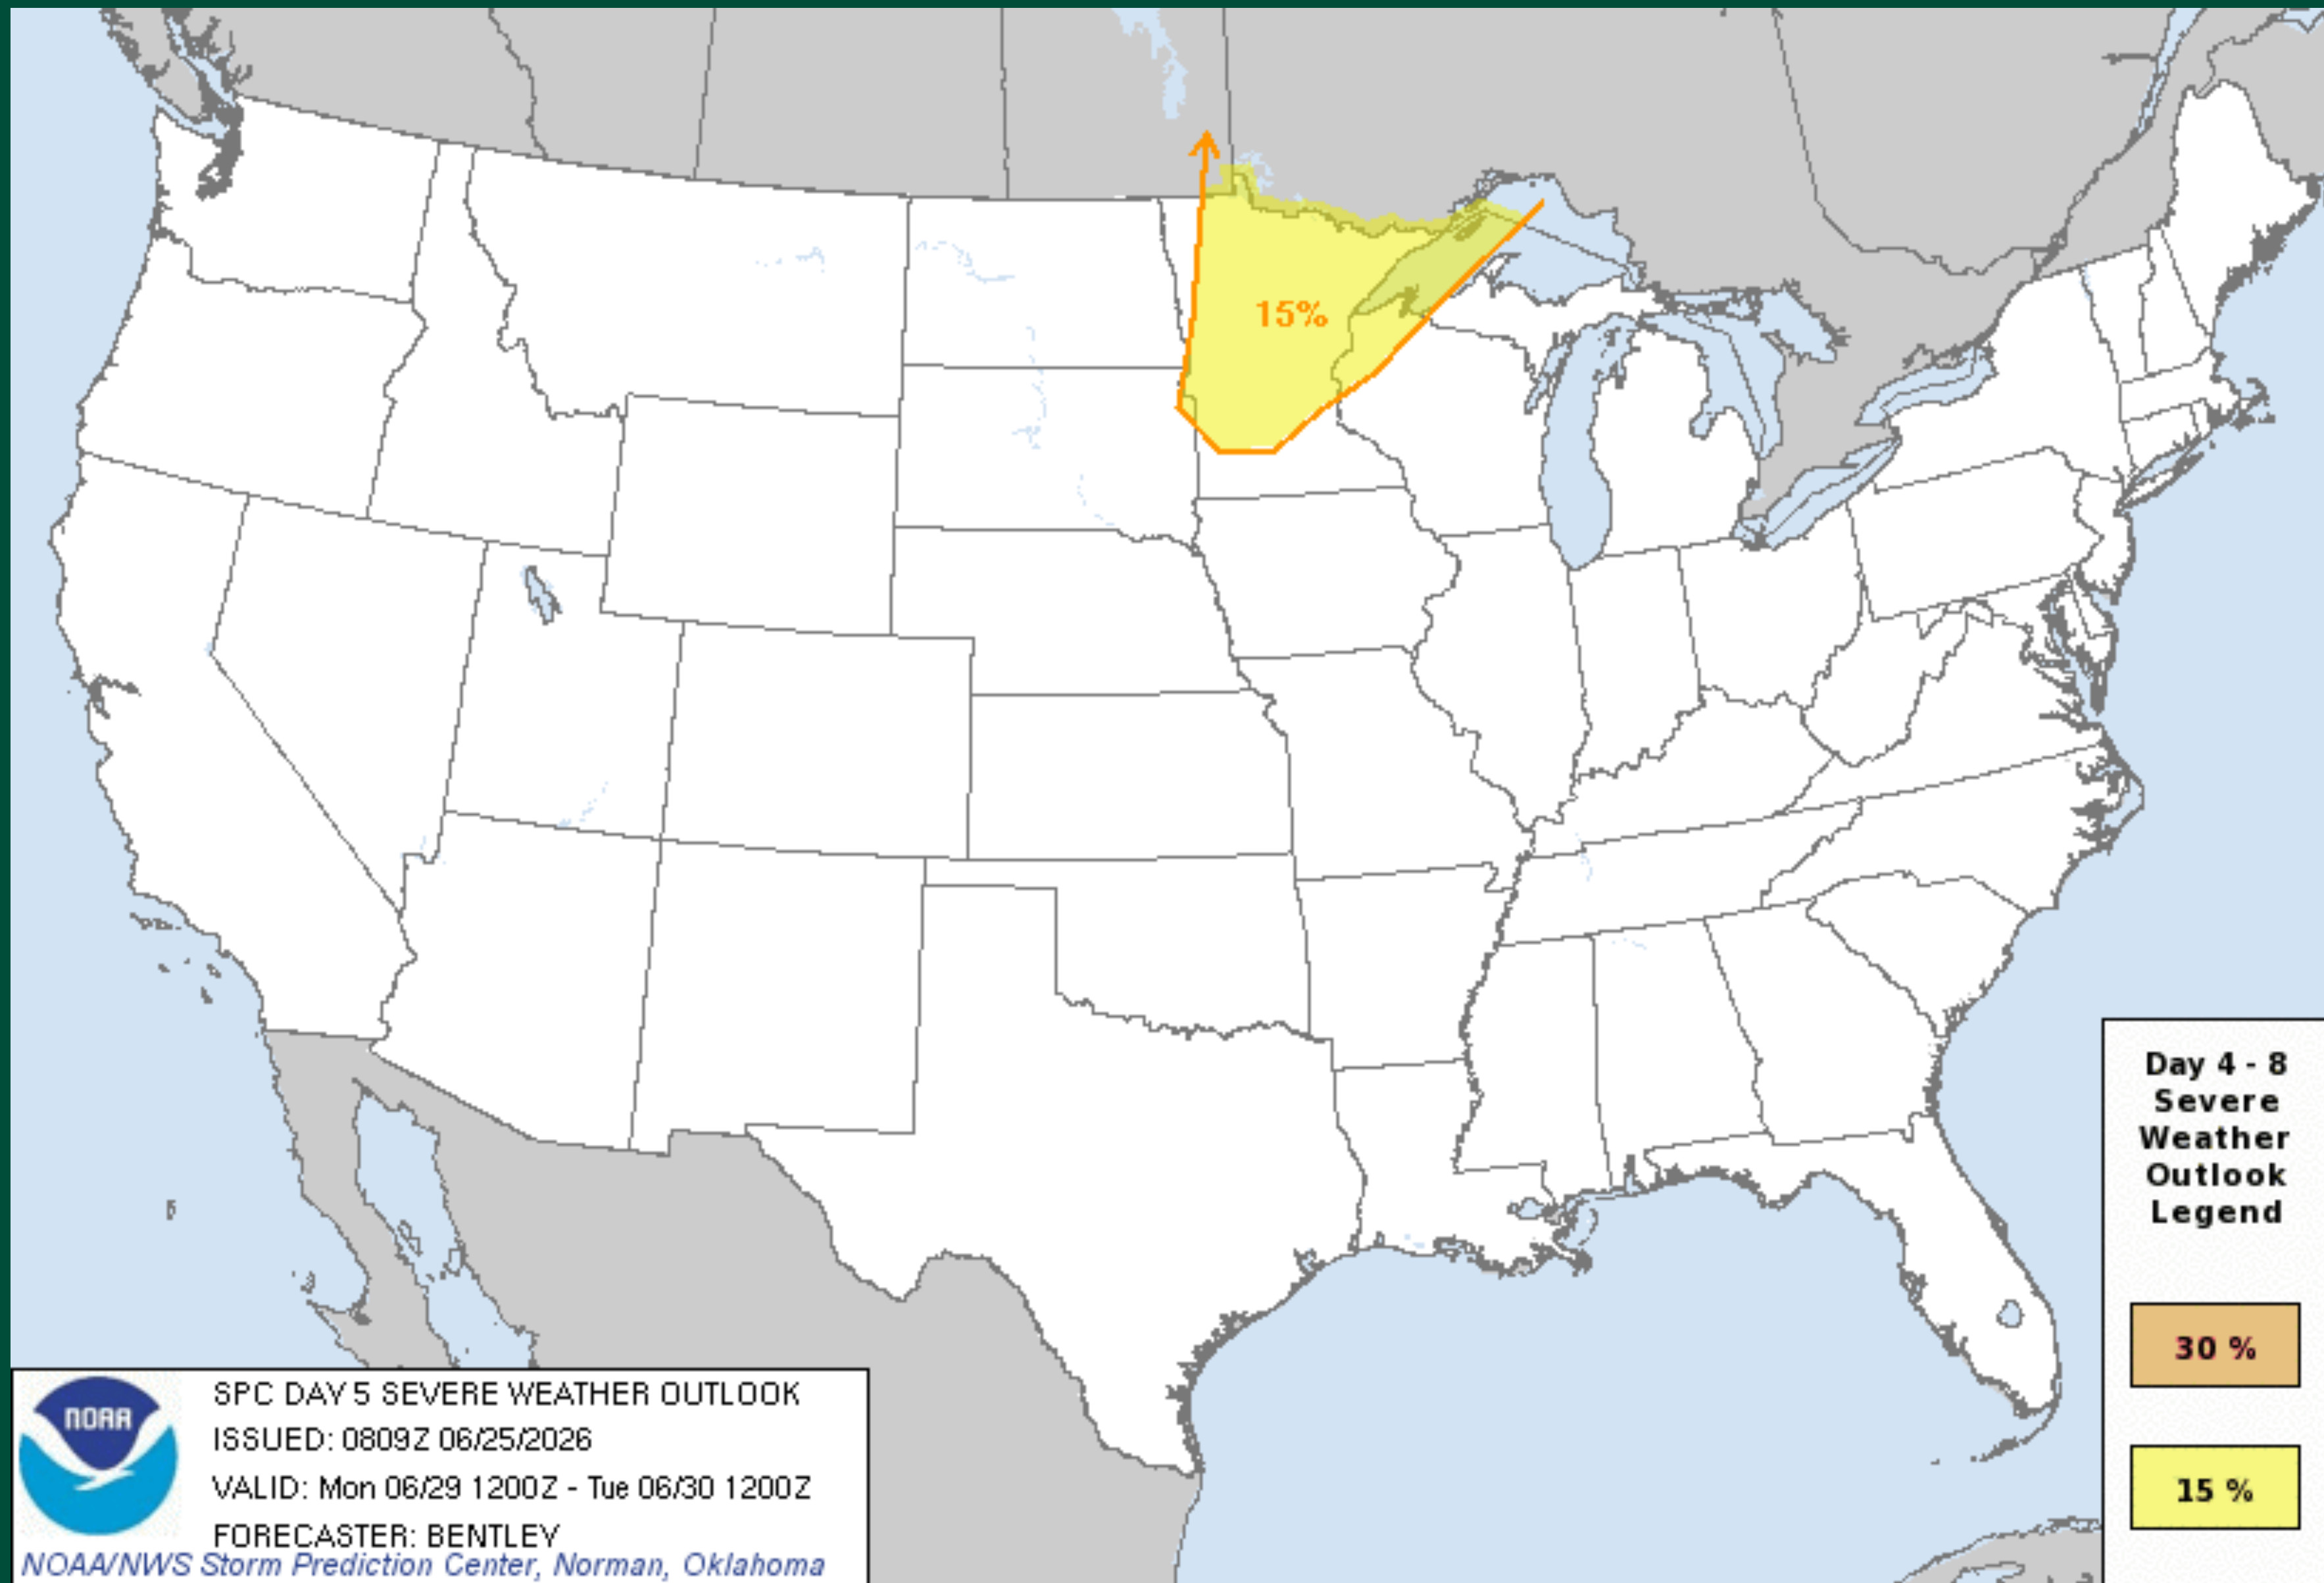 15%
Day 4 - 8
Severe
Weather
Outlook
Legend
30 %
15 %
NOAA
SPC DAY 5 SEVERE WEATHER OUTLOOK
ISSUED: 0809Z 06/25/2026
VALID: Mon 06/29 1200Z - Tue 06/30 1200Z
FORECASTER: BENTLEY
NOAA/NWS Storm Prediction Center, Norman, Oklahoma